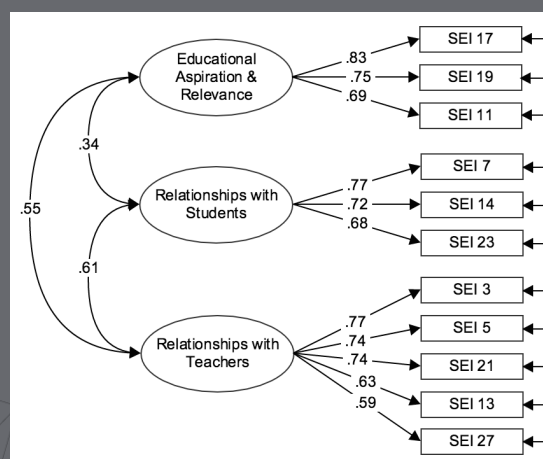 Educational
Aspiration &
Relevance
.83
.75
.69
SEI 17
SEI 19
SEI 11
.34
.55
Relationships with
Students
.77
.72
.68
SEI 7
SEI 14
SEI 23
.61
Relationships with
Teachers
.77
.74
.74
.63
.59
SEI 3
SEI 5
SEI 21
SEI 13
SEI 27